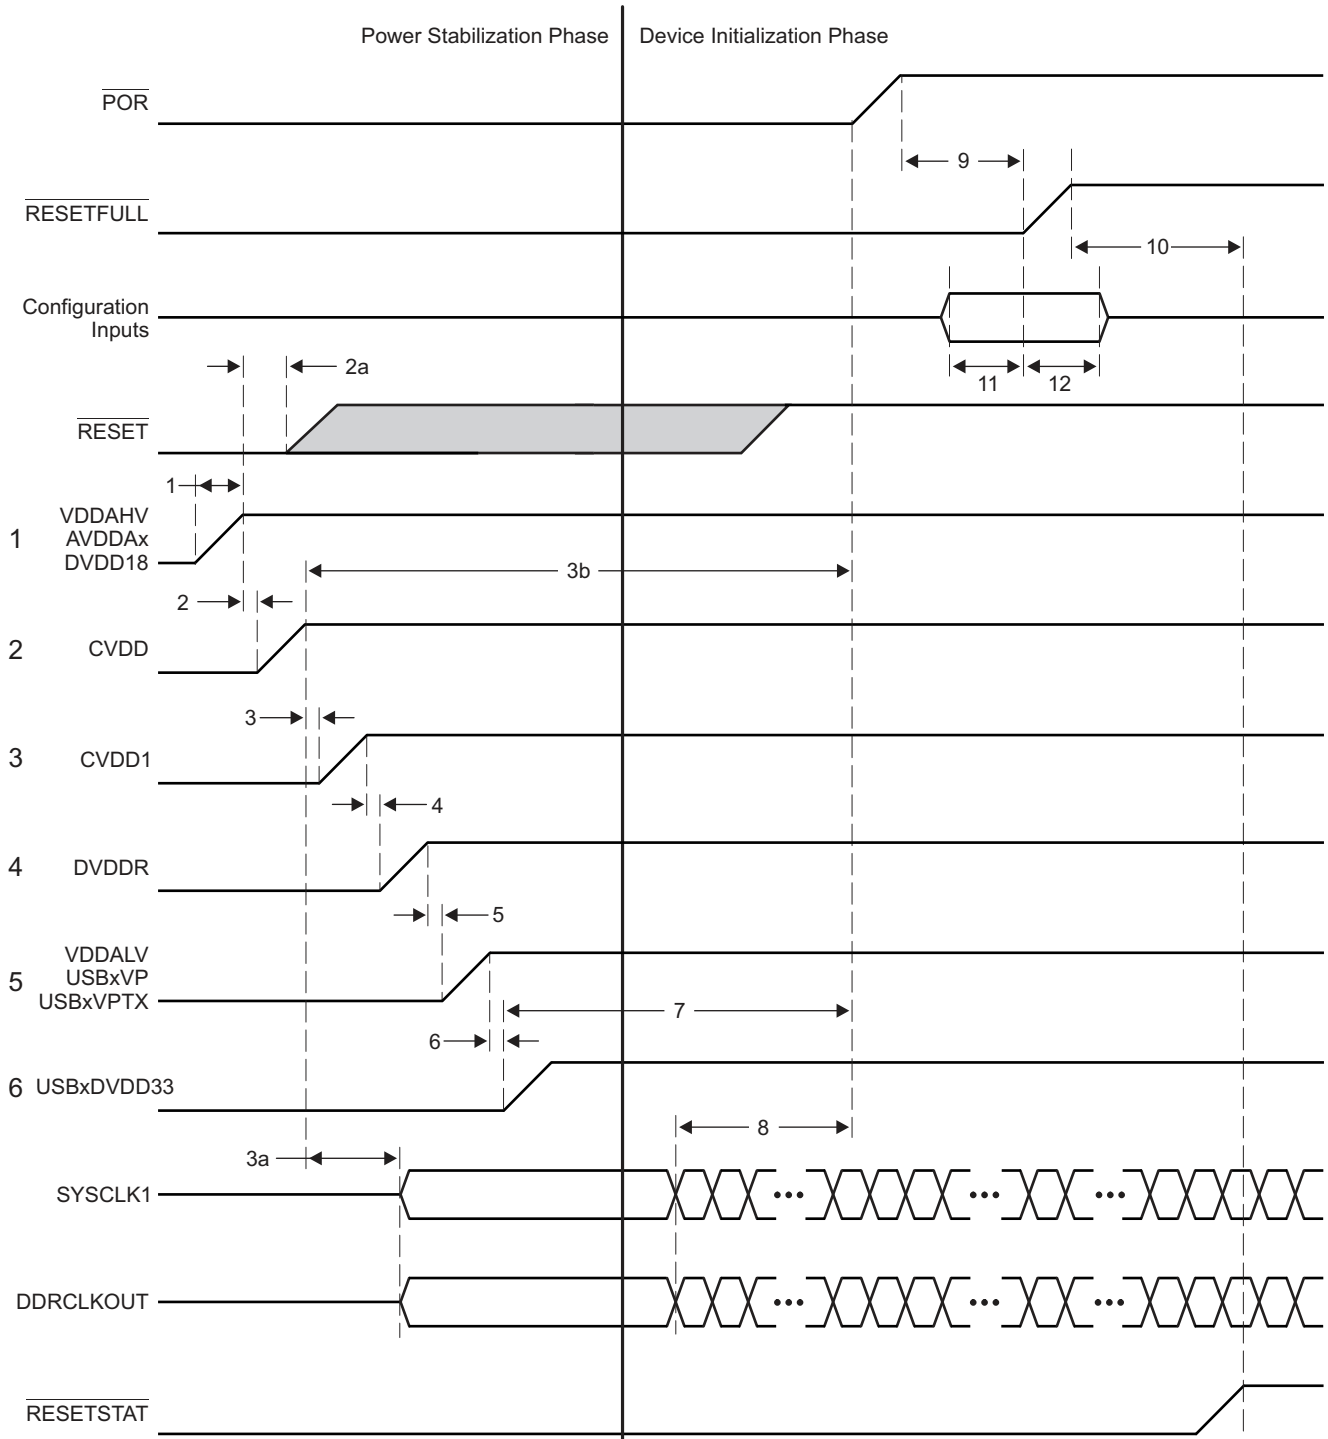 Power Stabilization Phase
Device Initialization Phase
POR
9
RESETFULL
10
Configuration
Inputs
11
12
2a
RESET
1
1
VDDAHV
AVDDAx
DVDD18
3b
2
2
CVDD
3
3
CVDD1
4
4
DVDDR
5
5
VDDALV
USBxVP
USBxVPTX
7
6
6
USBxDVDD33
8
3a
SYSCLK1
DDRCLKOUT
RESETSTAT